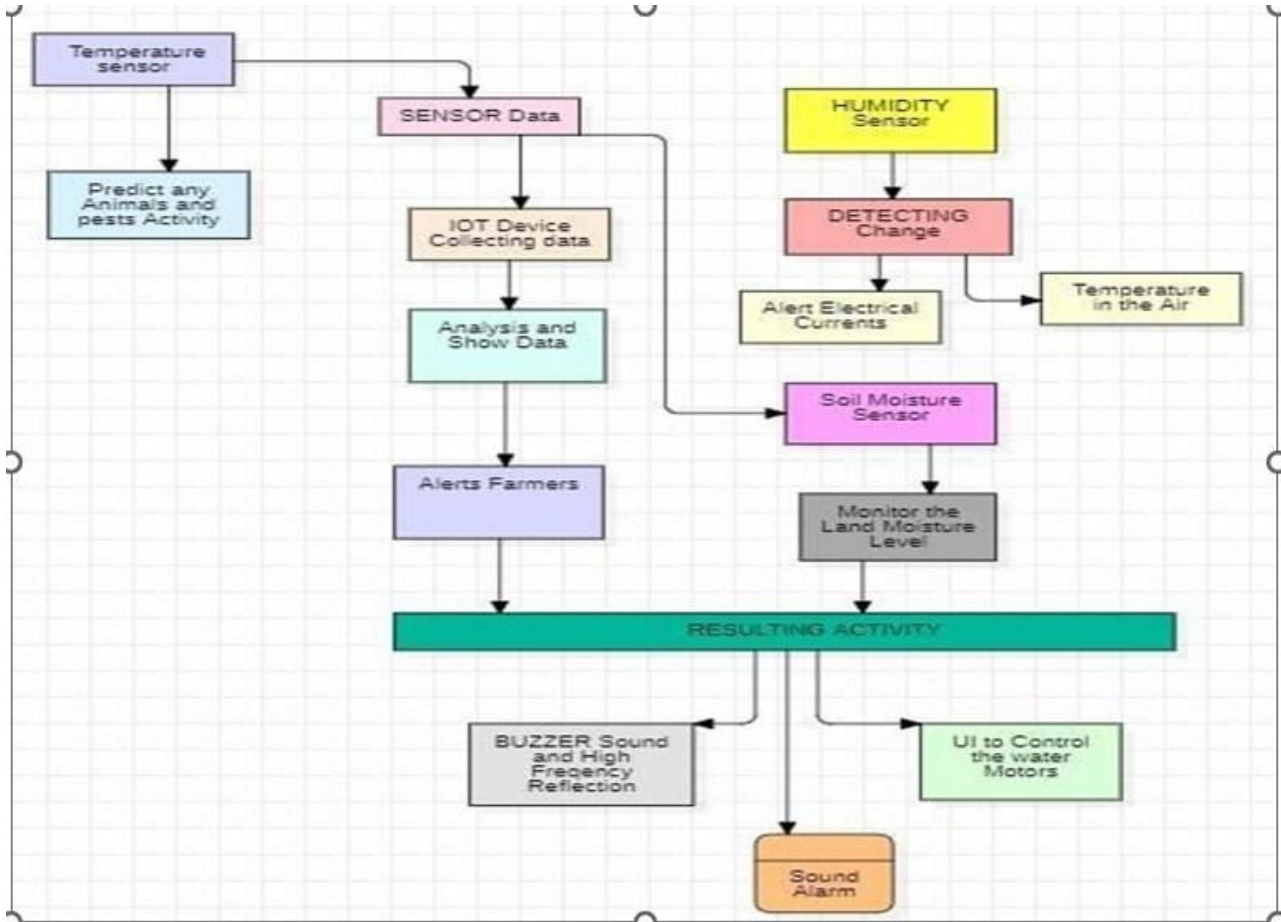 Temperature
sensor
SENSOR Data
HUMIDITY
Sensor
Predict any
Animals and
pests Activity
IOT Device
Collecting data
DETECTING
Change
Alert Electrical
Currents
Temperature
in the Air
Analysis and
Show Data
Soil Moisture
Sensor
Alerts Farmers
Monitor the
Land Moisture
Level
RESULTING ACTIVITY
BUZZER Sound
and High
Freqency
Reflection
UI to Control
the water
Motors
Sound
Alarm